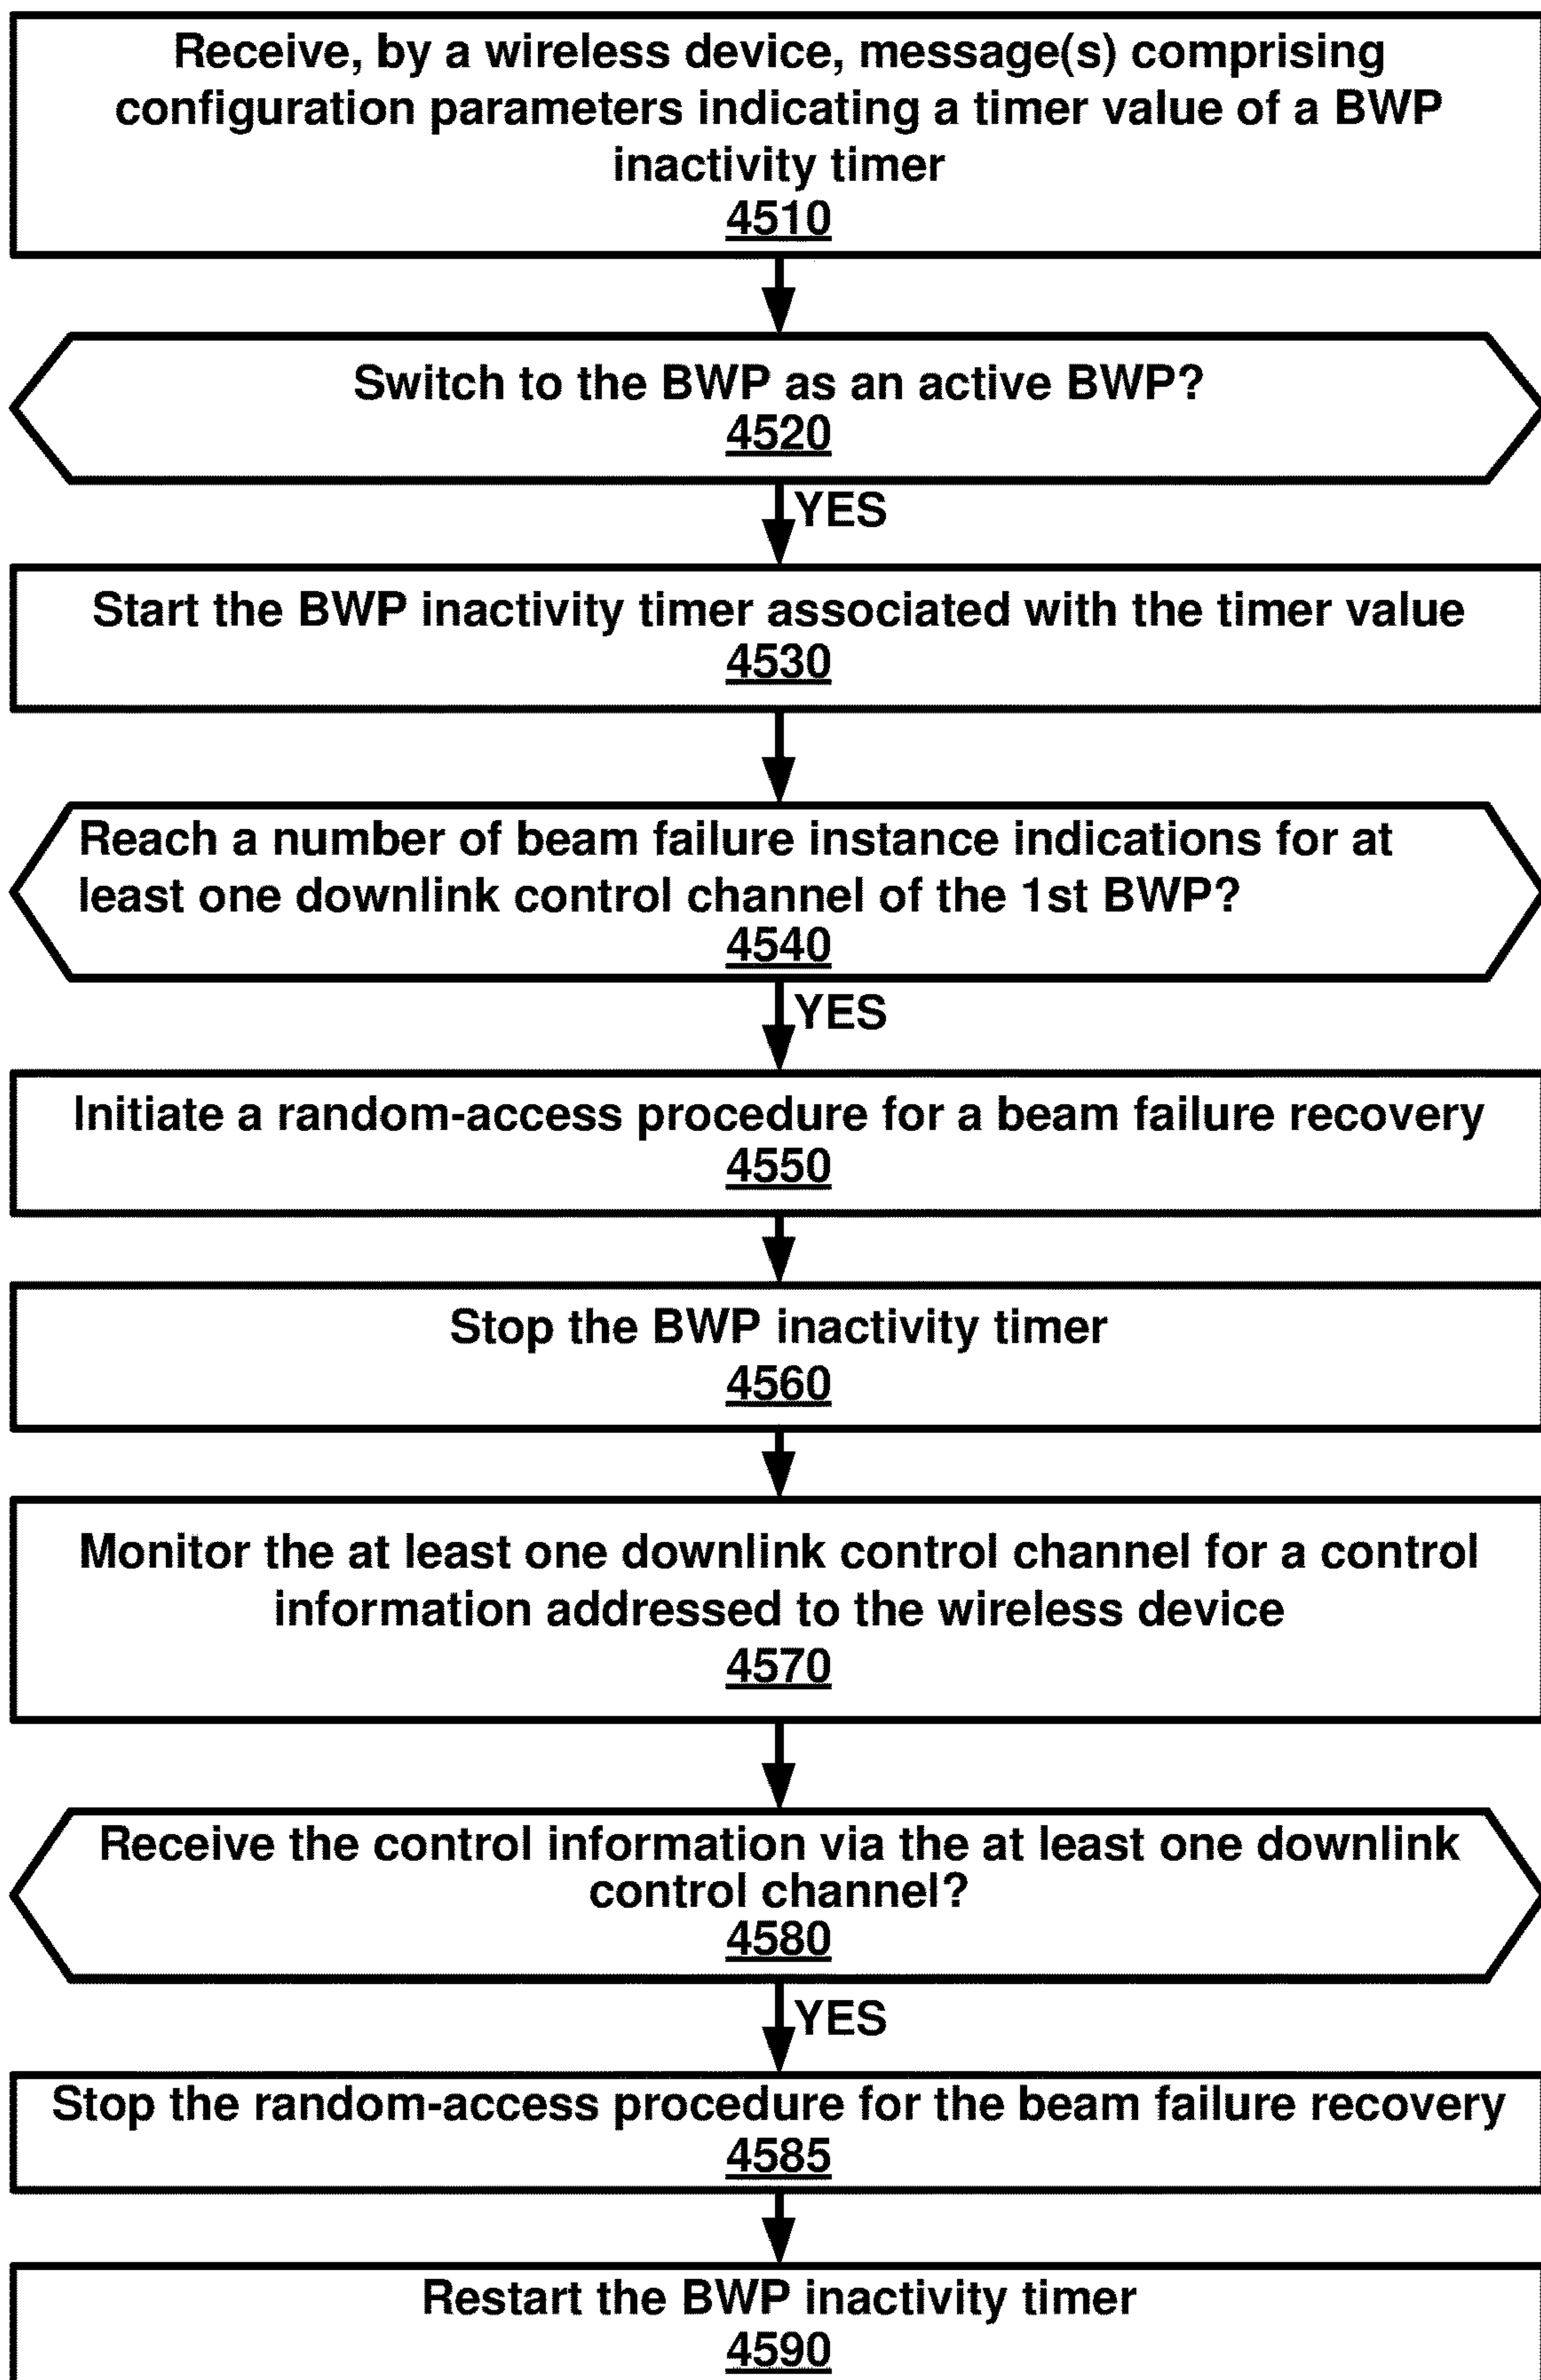 Receive, by a wireless device, message(s) comprising
configuration parameters indicating a timer value of a BWP
inactivity timer
4510
Switch to the BWP as an active BWP?
4520
YES
Start the BWP inactivity timer associated with the timer value
4530
Reach a number of beam failure instance indications for at
least one downlink control channel of the 1st BWP?
4540
YES
Initiate a random-access procedure for a beam failure recovery
4550
Stop the BWP inactivity timer
4560
Monitor the at least one downlink control channel for a control
information addressed to the wireless device
4570
Receive the control information via the at least one downlink
control channel?
4580
YES
Stop the random-access procedure for the beam failure recovery
4585
Restart the BWP inactivity timer
4590